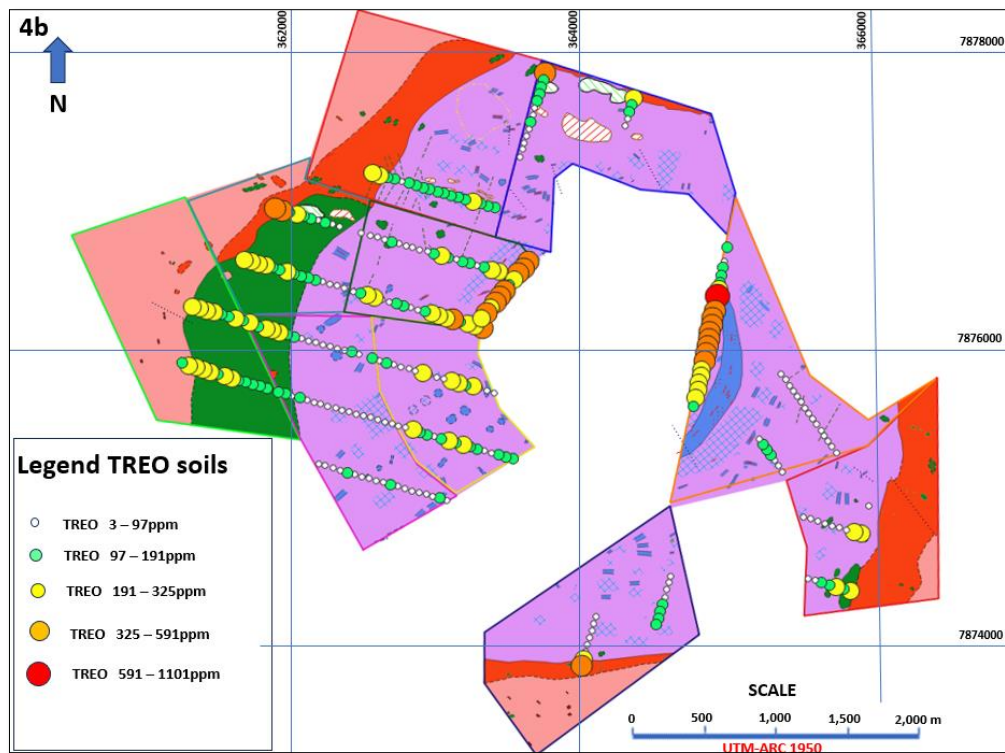 4b
N
362000
364000
366000
7878000
7876000
7874000
Legend TREO soils
TREO 3 – 97ppm
TREO 97 – 191ppm
TREO 191 – 325ppm
TREO 325 – 591ppm
TREO 591 – 1101ppm
SCALE
0 500 1,000 1,500 2,000 m
UTM-ARC 1950